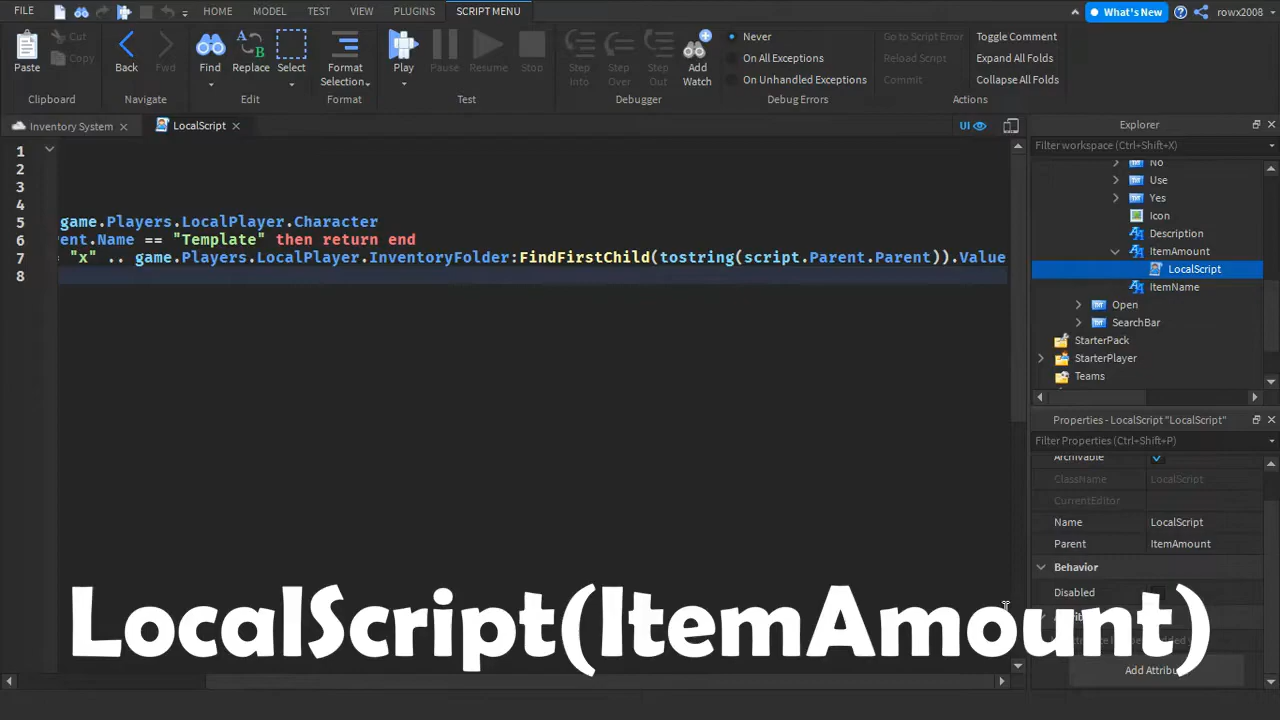 FILE HOME MODEL TEST VIEW PLUGINS SCRIPT MENU What's New rowx2008
Cut
Copy
Paste Back Fwd Find Replace Select Format Selection Play Pause Resume Stop Step Into Step Over Step Out Add Watch
Never
On All Exceptions
On Unhandled Exceptions
Go to Script Error
Reload Script
Commit
Toggle Comment
Expand All Folds
Collapse All Folds
Clipboard Navigate Edit Format Test Debugger Debug Errors Actions
Inventory System LocalScript UI
1
2
3
4
5 game.Players.LocalPlayer.Character
6 ent.Name == "Template" then return end
7 = "x" .. game.Players.LocalPlayer.InventoryFolder:FindFirstChild(tostring(script.Parent.Parent)).Value
8
Explorer
Filter workspace (Ctrl+Shift+X)
No
Use
Yes
Icon
Description
ItemAmount
LocalScript
ItemName
Open
SearchBar
StarterPack
StarterPlayer
Teams
Properties - LocalScript "LocalScript"
Filter Properties (Ctrl+Shift+P)
Archivable
ClassName LocalScript
CurrentEditor
Name LocalScript
Parent ItemAmount
Behavior
Disabled
LocalScript(ItemAmount)